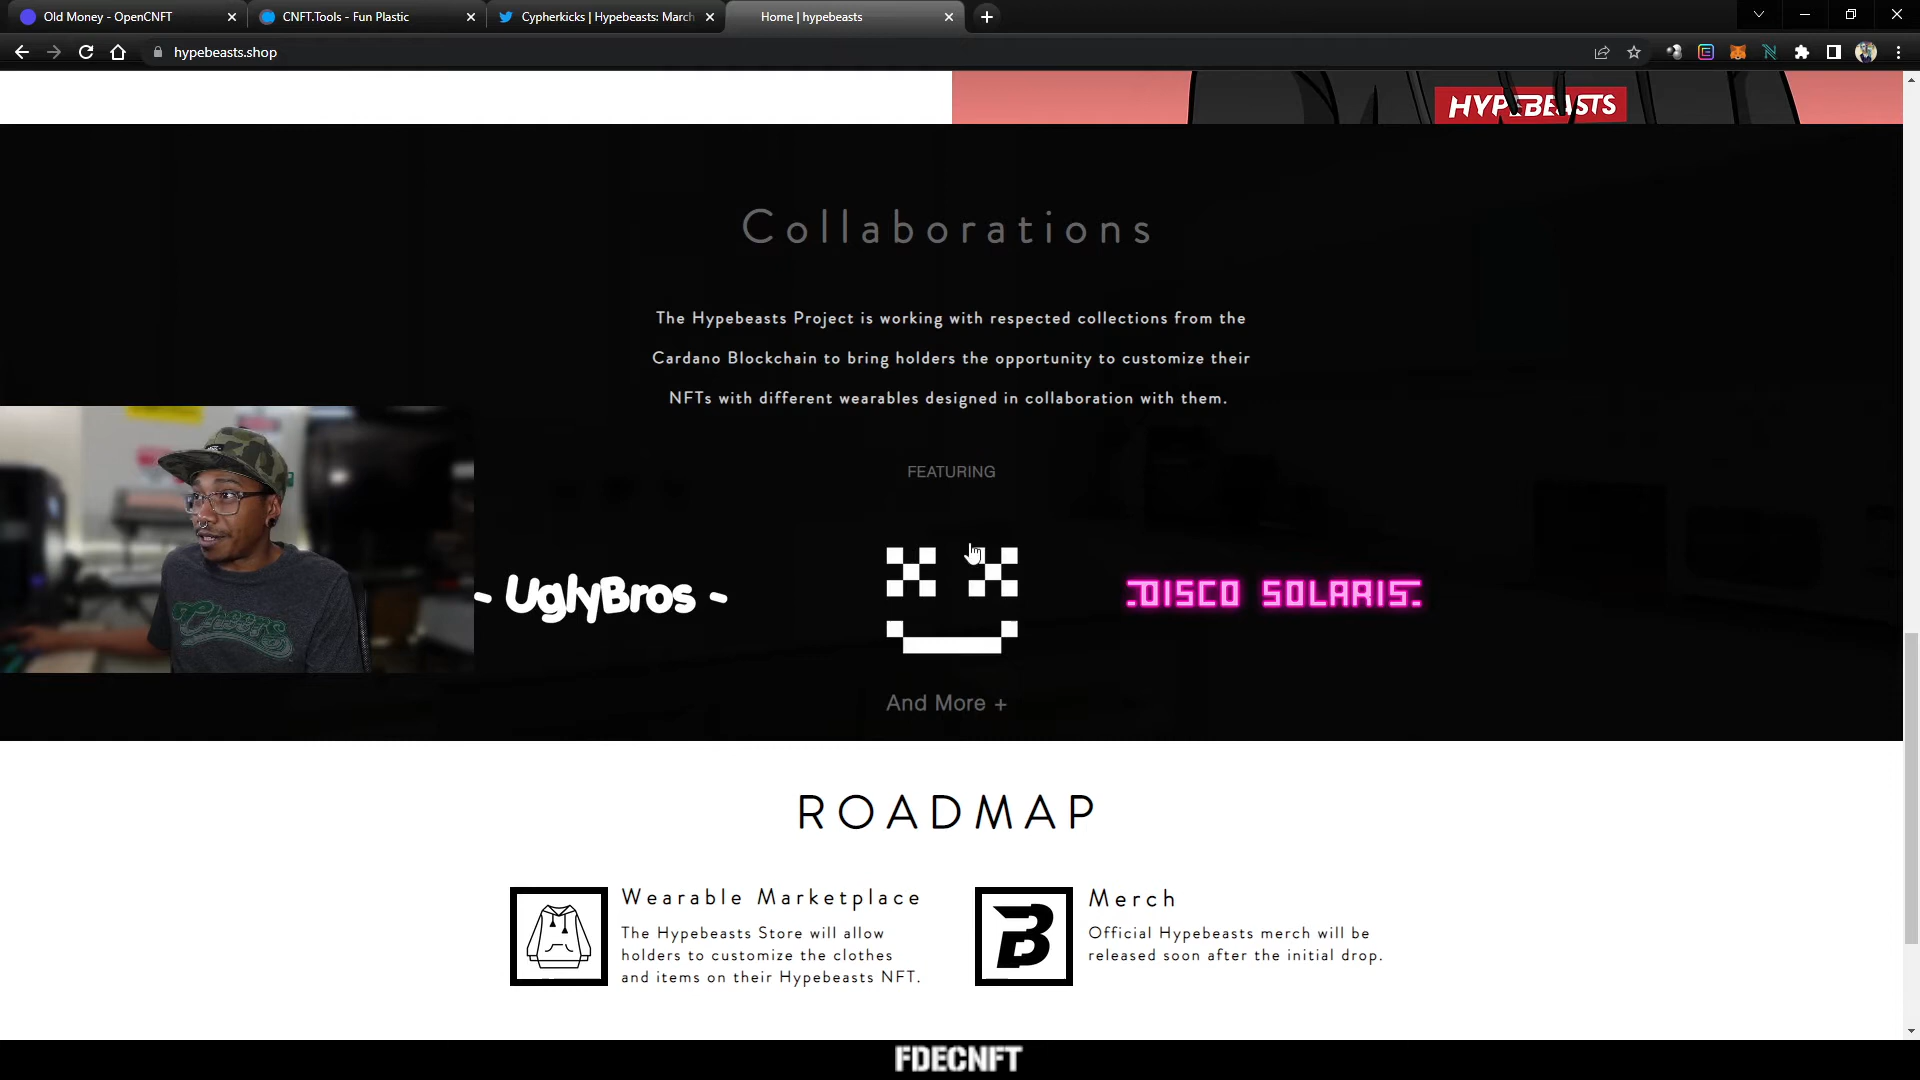 Old Money - OpenCNFT
CNFT.Tools - Fun Plastic
Cypherkicks | Hypebeasts: March
Home | hypebeasts
hypebeasts.shop
HYPEBEASTS
Collaborations
The Hypebeasts Project is working with respected collections from the
Cardano Blockchain to bring holders the opportunity to customize their
NFTs with different wearables designed in collaboration with them.
FEATURING
- UglyBros -
DISCO SOLARIS
And More +
Cheers
ROADMAP
Wearable Marketplace
The Hypebeasts Store will allow
holders to customize the clothes
and items on their Hypebeasts NFT.
Merch
Official Hypebeasts merch will be
released soon after the initial drop.
FDECNFT